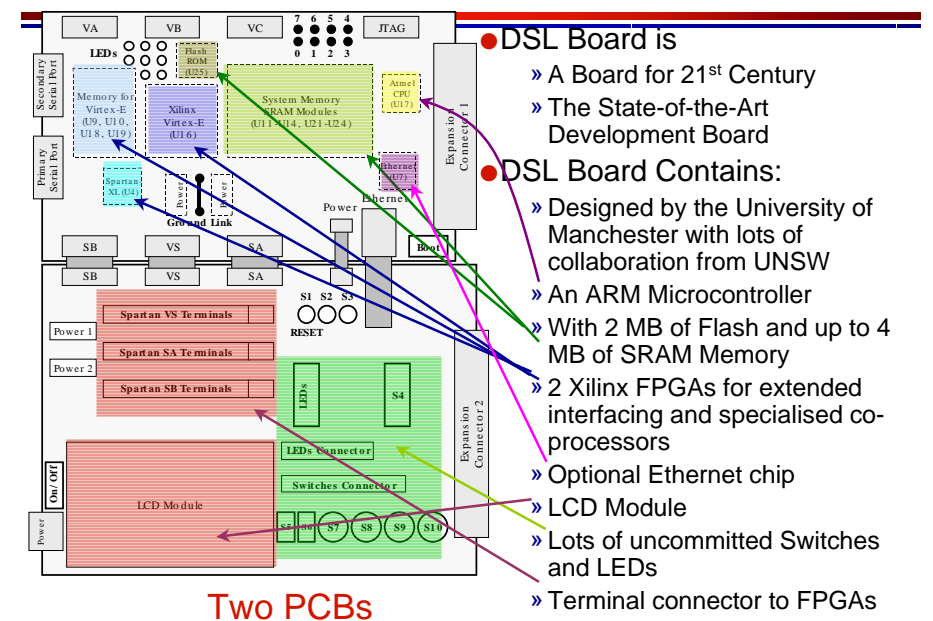 VA
VB
VC
7 6 5 4
0 1 2 3
JTAG
LEDs
Flash
ROM
(U25)
Secondary
Serial Port
Primary
Serial Port
Memory for
Virtex-E
(U9, U10,
U18, U19)
Xilinx
Virtex-E
(U16)
System Memory
SRAM Modules
(U11-U14, U21-U24)
Atmel
CPU
(U17)
Expansion
Connector 1
Ethernet
(U7)
Spartan
XL(U4)
Power
Power
Ground Link
Power
Ethernet
SB
VS
SA
Boot
SB
VS
SA
S1 S2 S3
RESET
Power 1
Power 2
Spartan VS Terminals
Spartan SA Terminals
Spartan SB Terminals
LEDs
S4
Expansion
Connector 2
LEDs Connector
Switches Connector
On/Off
Power
LCD Module
S5 S6 S7 S8 S9 S10
Two PCBs
●DSL Board is
» A Board for 21st Century
» The State-of-the-Art
Development Board
●DSL Board Contains:
» Designed by the University of
Manchester with lots of
collaboration from UNSW
» An ARM Microcontroller
» With 2 MB of Flash and up to 4
MB of SRAM Memory
» 2 Xilinx FPGAs for extended
interfacing and specialised co-
processors
» Optional Ethernet chip
» LCD Module
» Lots of uncommitted Switches
and LEDs
» Terminal connector to FPGAs